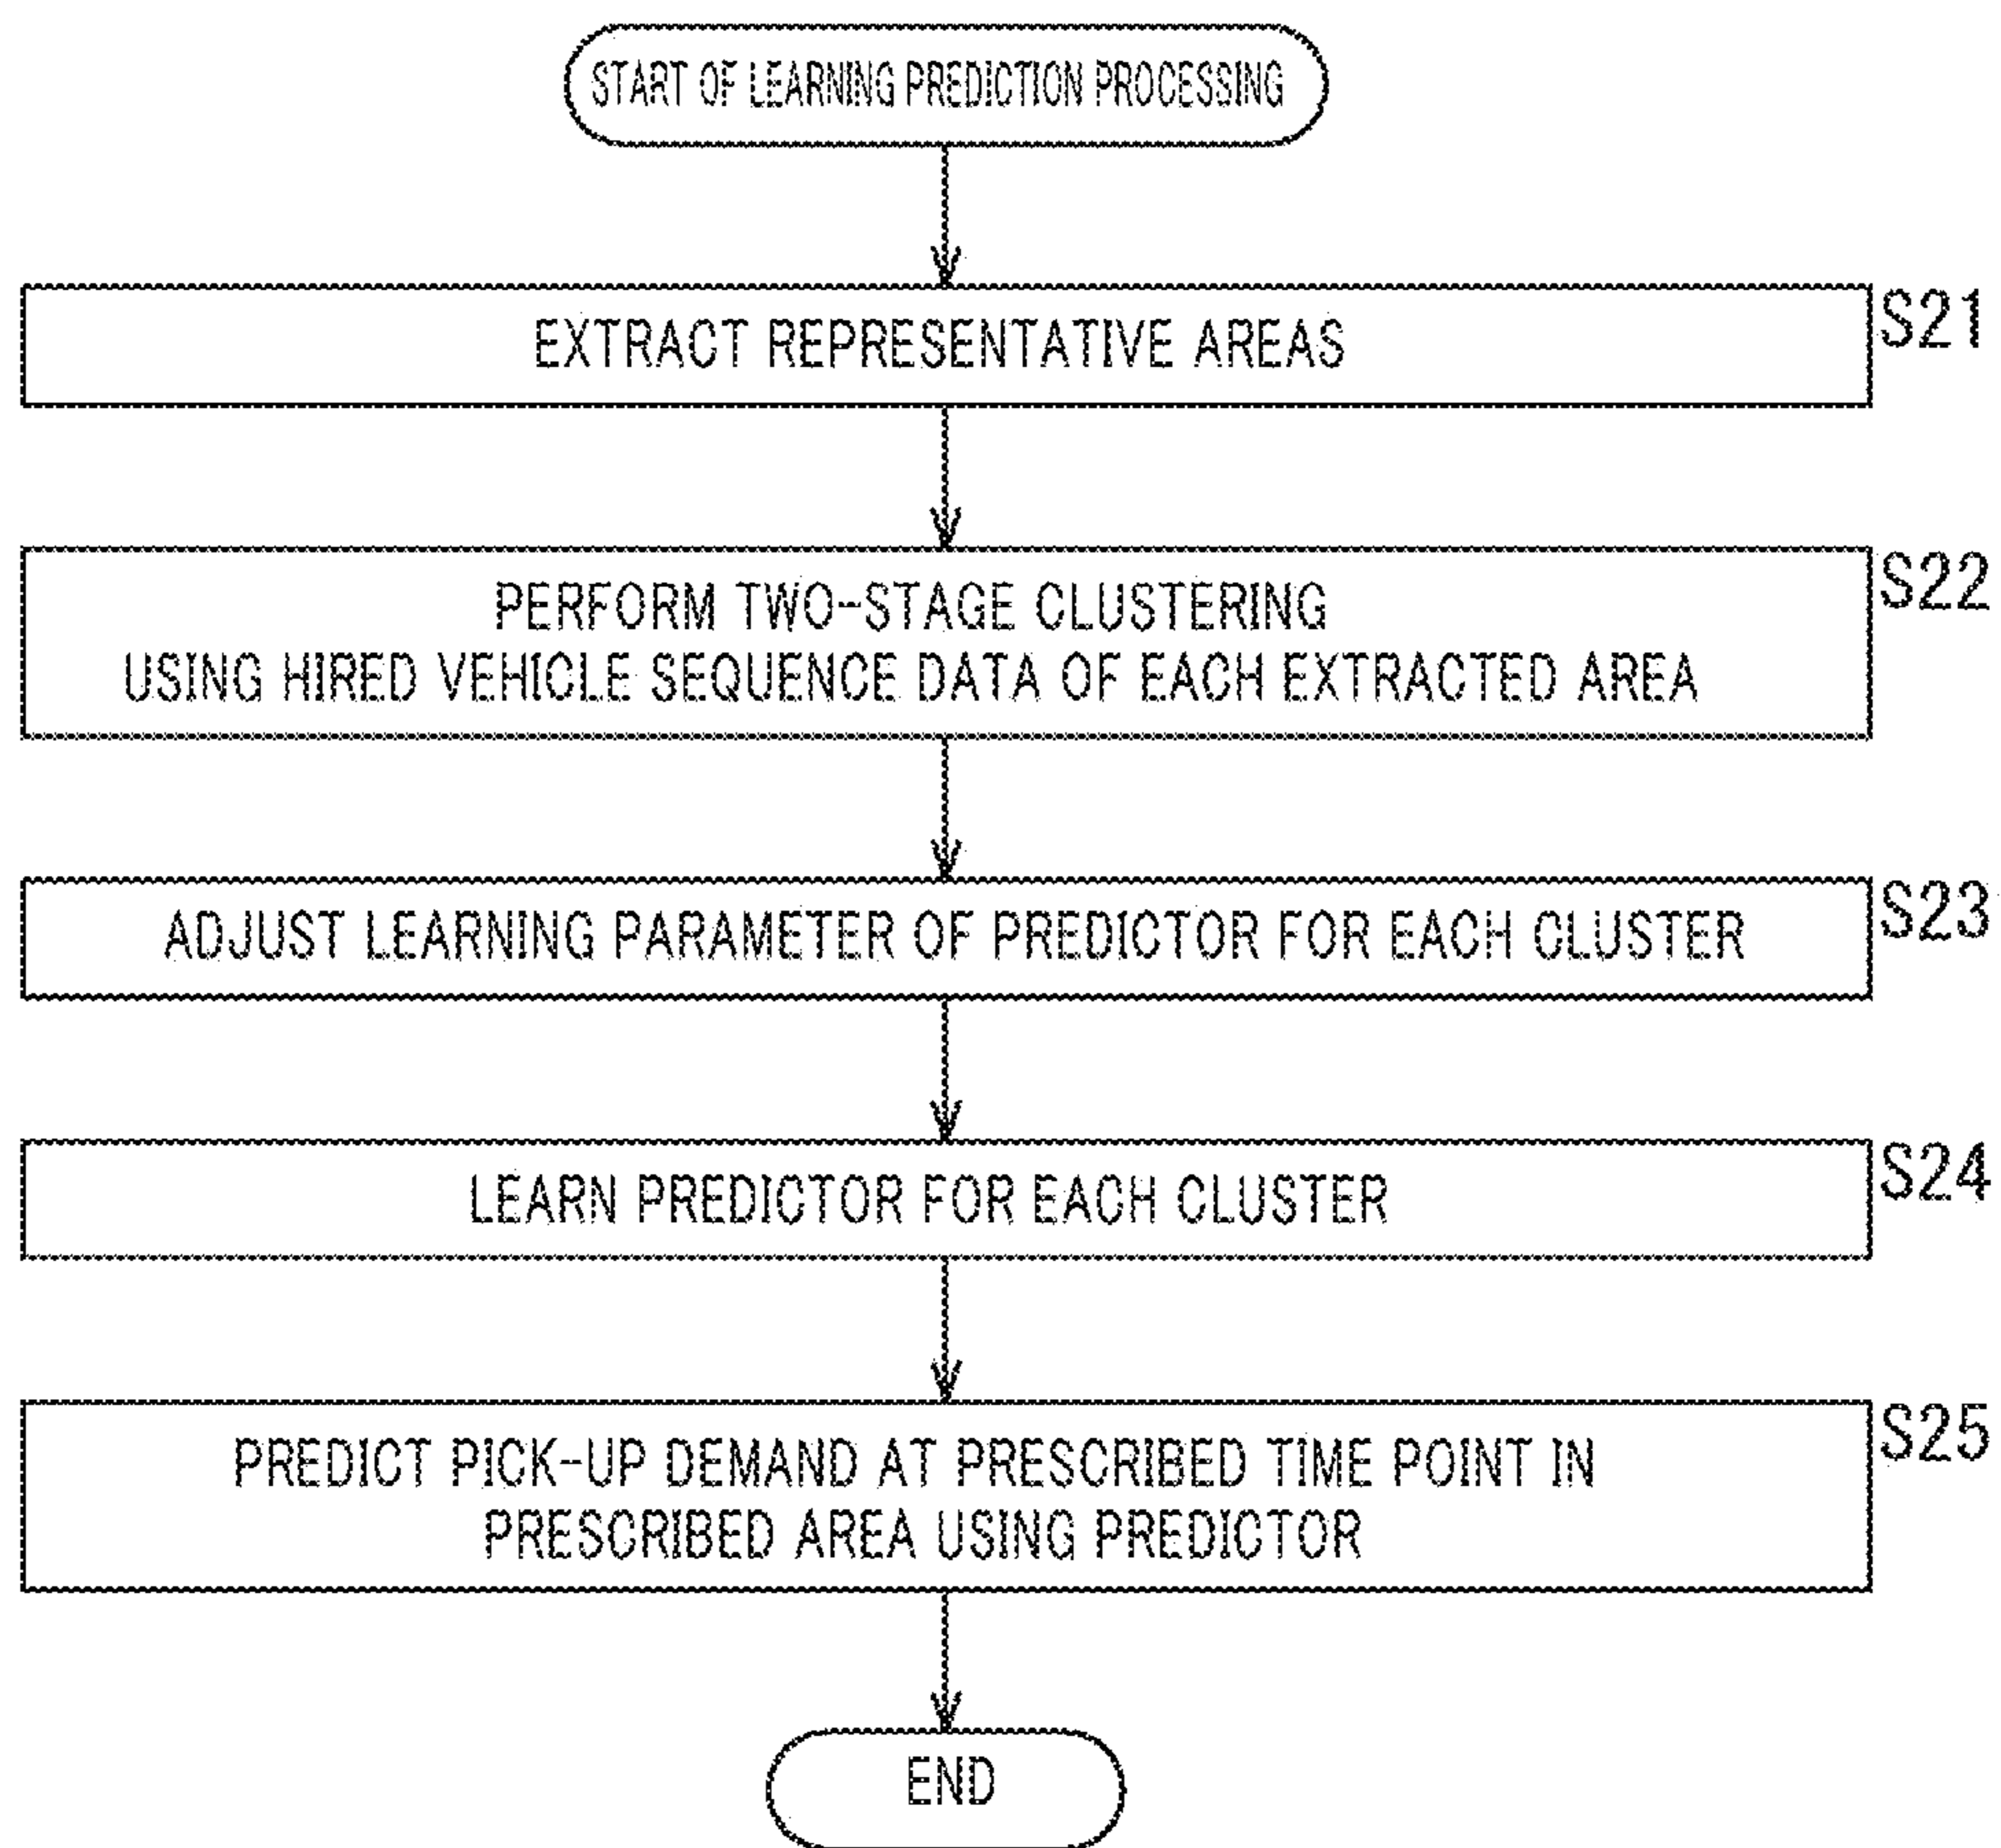 START OF LEARNING PREDICTION PROCESSING
EXTRACT REPRESENTATIVE AREAS
S21
PERFORM TWO-STAGE CLUSTERING
USING HIRED VEHICLE SEQUENCE DATA OF EACH EXTRACTED AREA
S22
ADJUST LEARNING PARAMETER OF PREDICTOR FOR EACH CLUSTER
S23
LEARN PREDICTOR FOR EACH CLUSTER
S24
PREDICT PICK-UP DEMAND AT PRESCRIBED TIME POINT IN
PRESCRIBED AREA USING PREDICTOR
S25
END